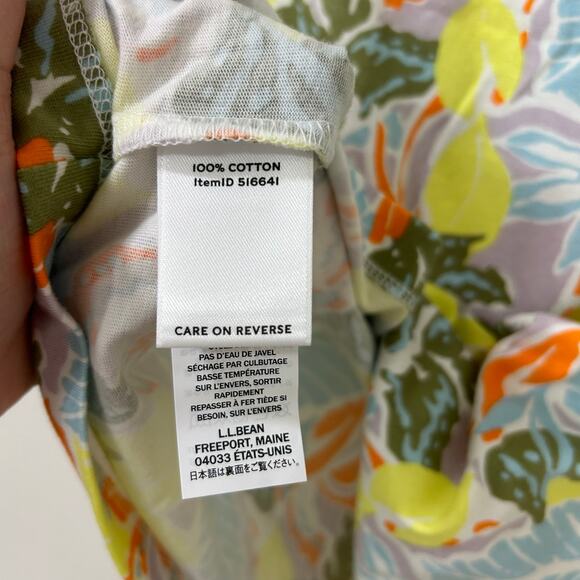 100% COTTON
ItemID 516641
CARE ON REVERSE
PAS D'EAU DE JAVEL
SÉCHAGE PAR CULBUTAGE
BASSE TEMPÉRATURE
SUR L'ENVERS, SORTIR
RAPIDEMENT
REPASSER À FER TIÈDE SI
BESOIN, SUR L'ENVERS
L.L.BEAN
FREEPORT, MAINE
04033 ÉTATS-UNIS
日本語は裏面をご覧ください。